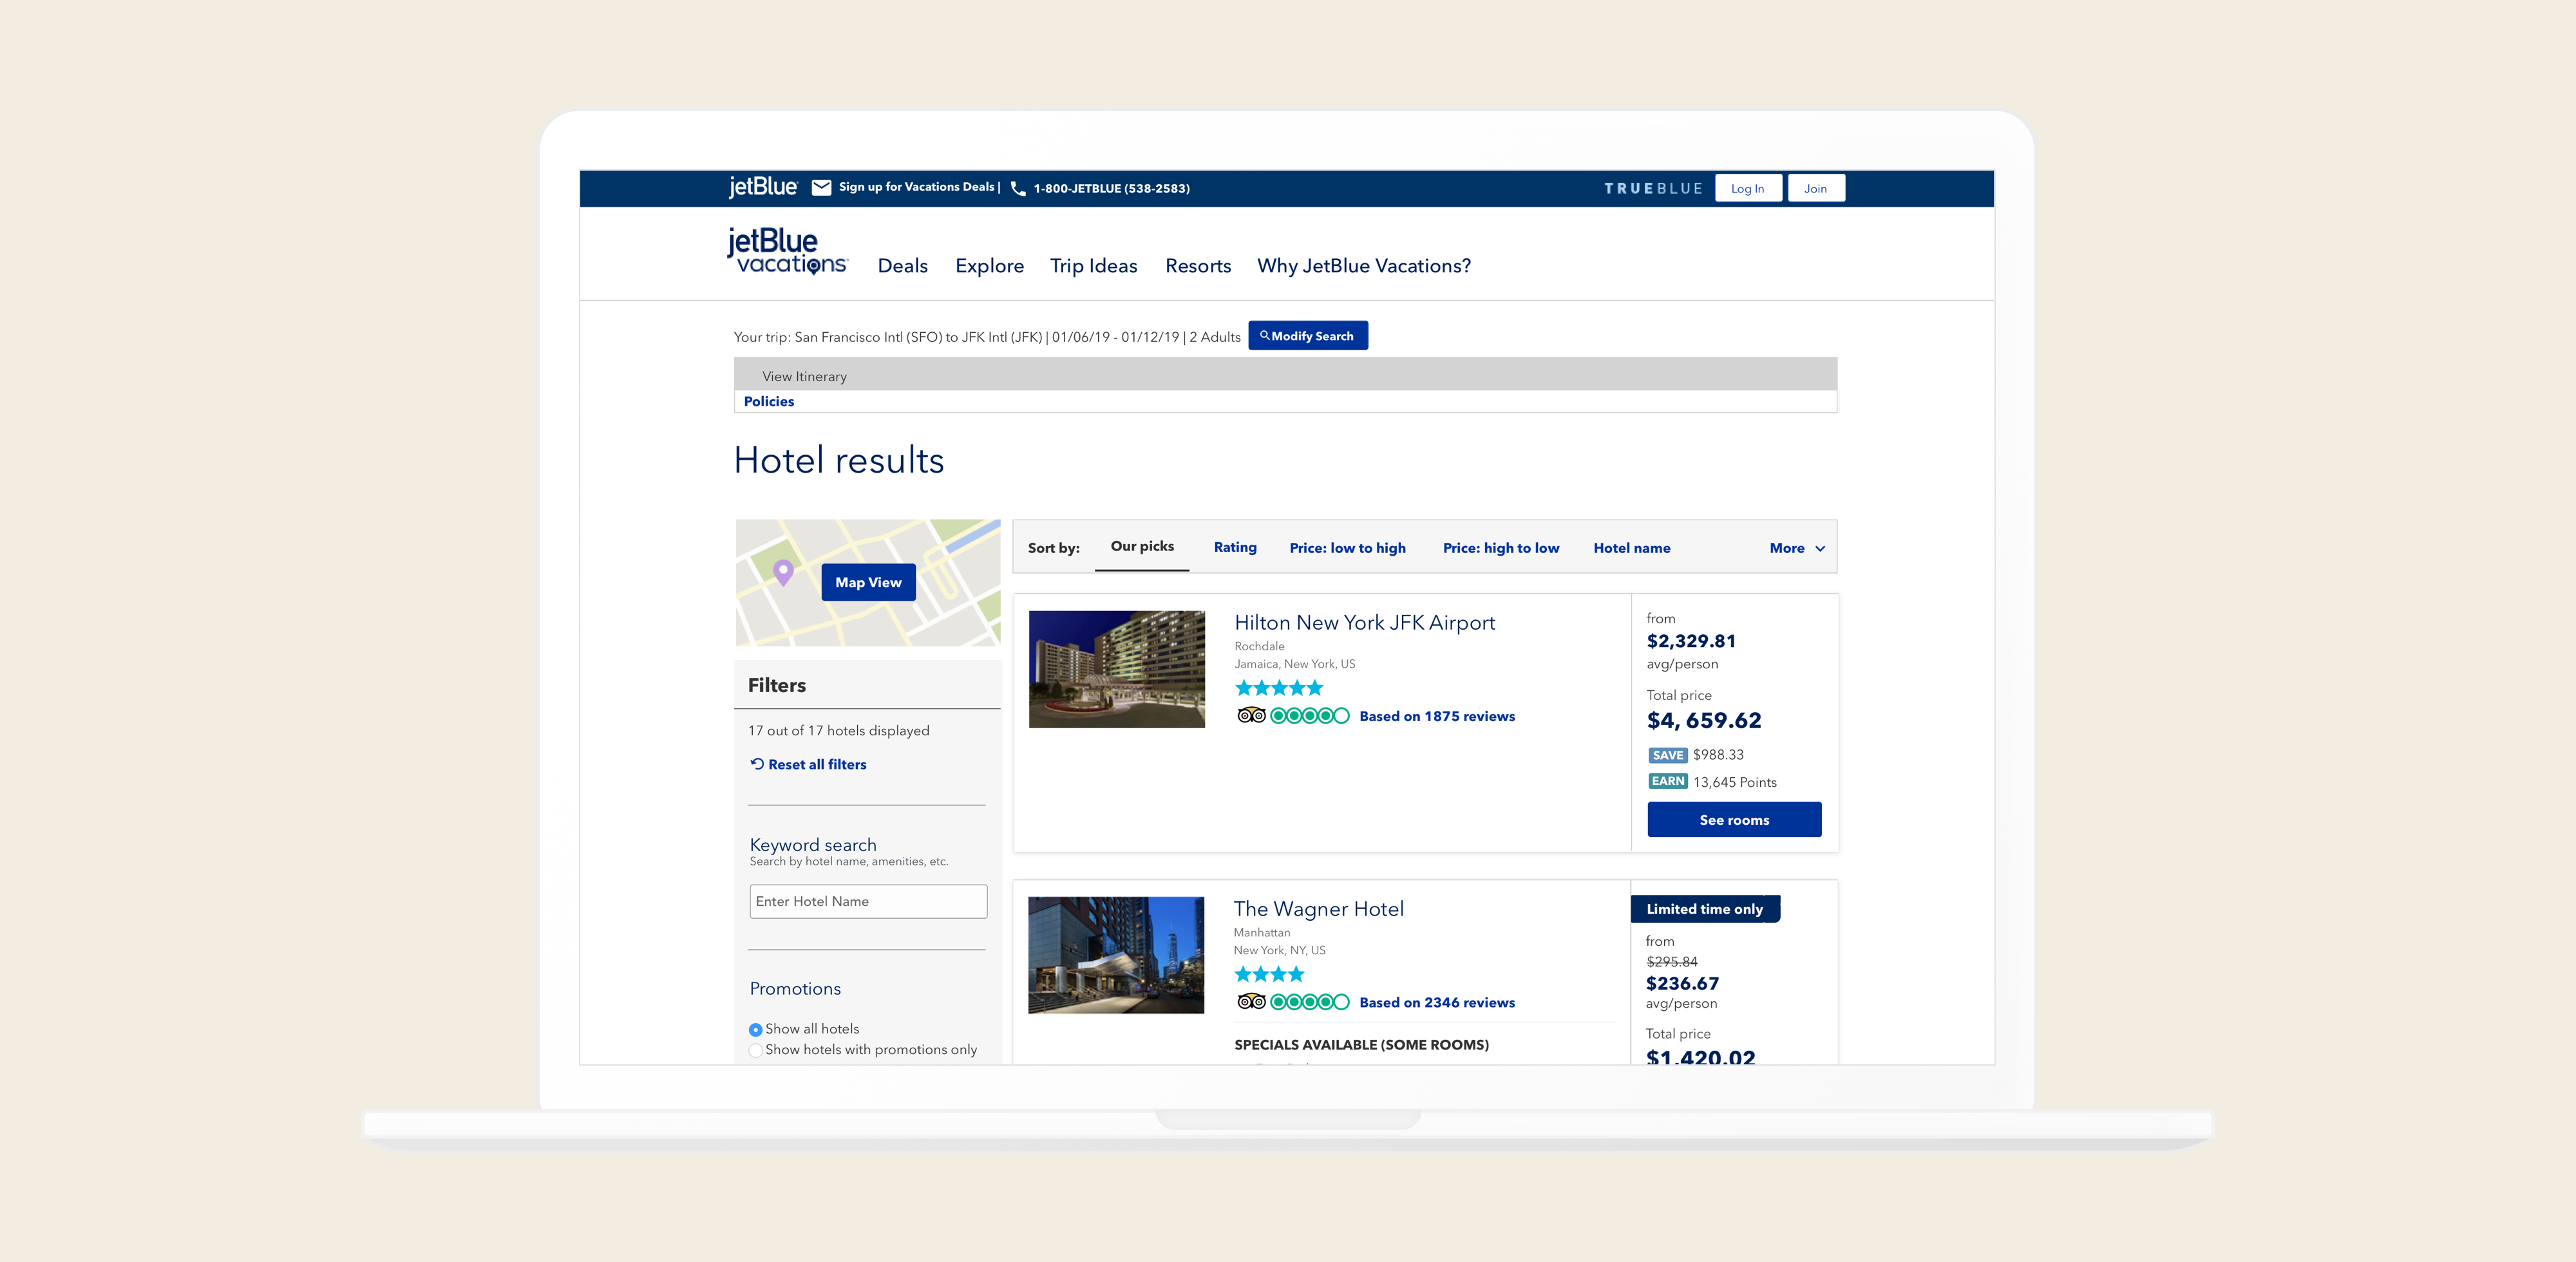 jetBlue
Sign up for Vacations Deals |
1-800-JETBLUE (538-2583)
TRUEBLUE
Log In
Join
jetBlue
vacations
Deals
Explore
Trip Ideas
Resorts
Why JetBlue Vacations?
Your trip: San Francisco Intl (SFO) to JFK Intl (JFK) | 01/06/19 - 01/12/19 | 2 Adults
Modify Search
View Itinerary
Policies
Hotel results
Map View
Filters
17 out of 17 hotels displayed
Reset all filters
Keyword search
Search by hotel name, amenities, etc.
Enter Hotel Name
Promotions
Show all hotels
Show hotels with promotions only
Sort by:
Our picks
Rating
Price: low to high
Price: high to low
Hotel name
More
Hilton New York JFK Airport
Rochdale
Jamaica, New York, US
Based on 1875 reviews
from
$2,329.81
avg/person
Total price
$4, 659.62
SAVE $988.33
EARN 13,645 Points
See rooms
The Wagner Hotel
Manhattan
New York, NY, US
Based on 2346 reviews
SPECIALS AVAILABLE (SOME ROOMS)
Limited time only
from
$295.84
$236.67
avg/person
Total price
$1,420.02